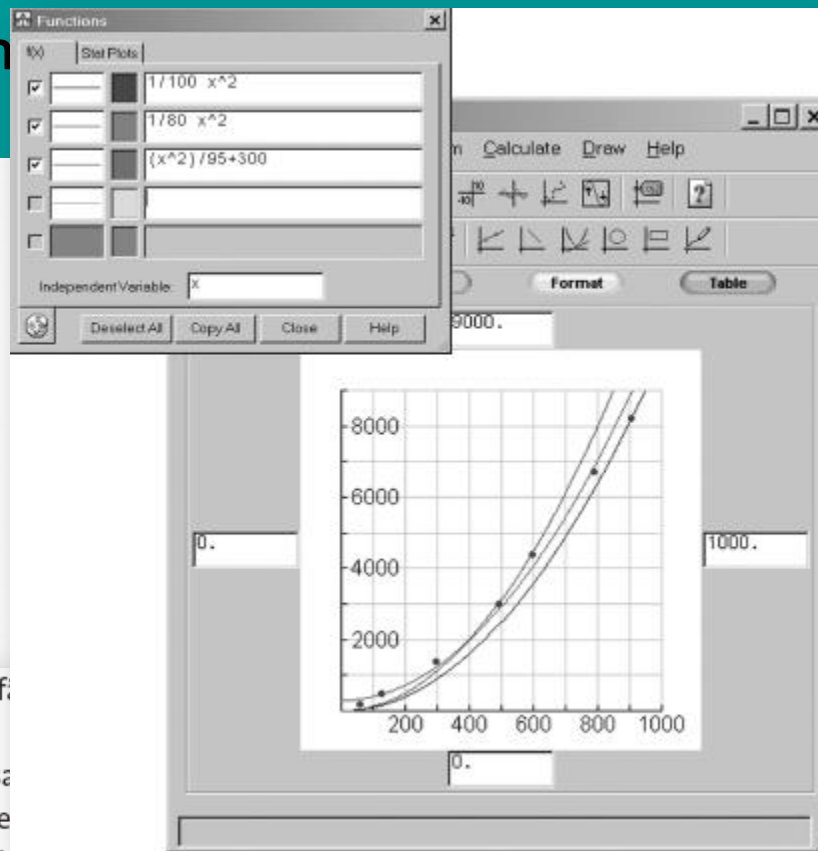 Functions
f(x) Stat Plots
1/100 x^2
1/80 x^2
(x^2)/95+300
Independent Variable: x
Deselect All Copy All Close Help
Calculate Draw Help
Format Table
9000.
8000
6000
0. 1000.
4000
2000
200 400 600 800 1000
0.